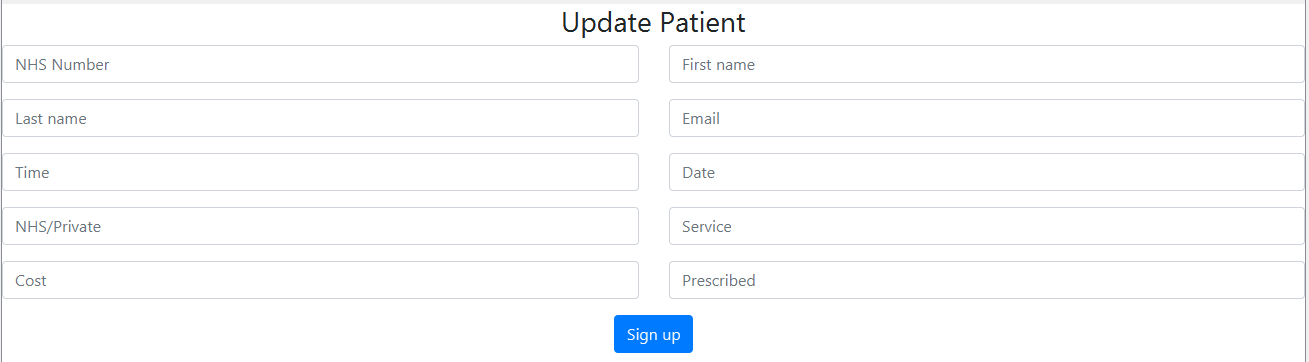 Update Patient
NHS Number
First name
Last name
Email
Time
Date
NHS/Private
Service
Cost
Prescribed
Sign up